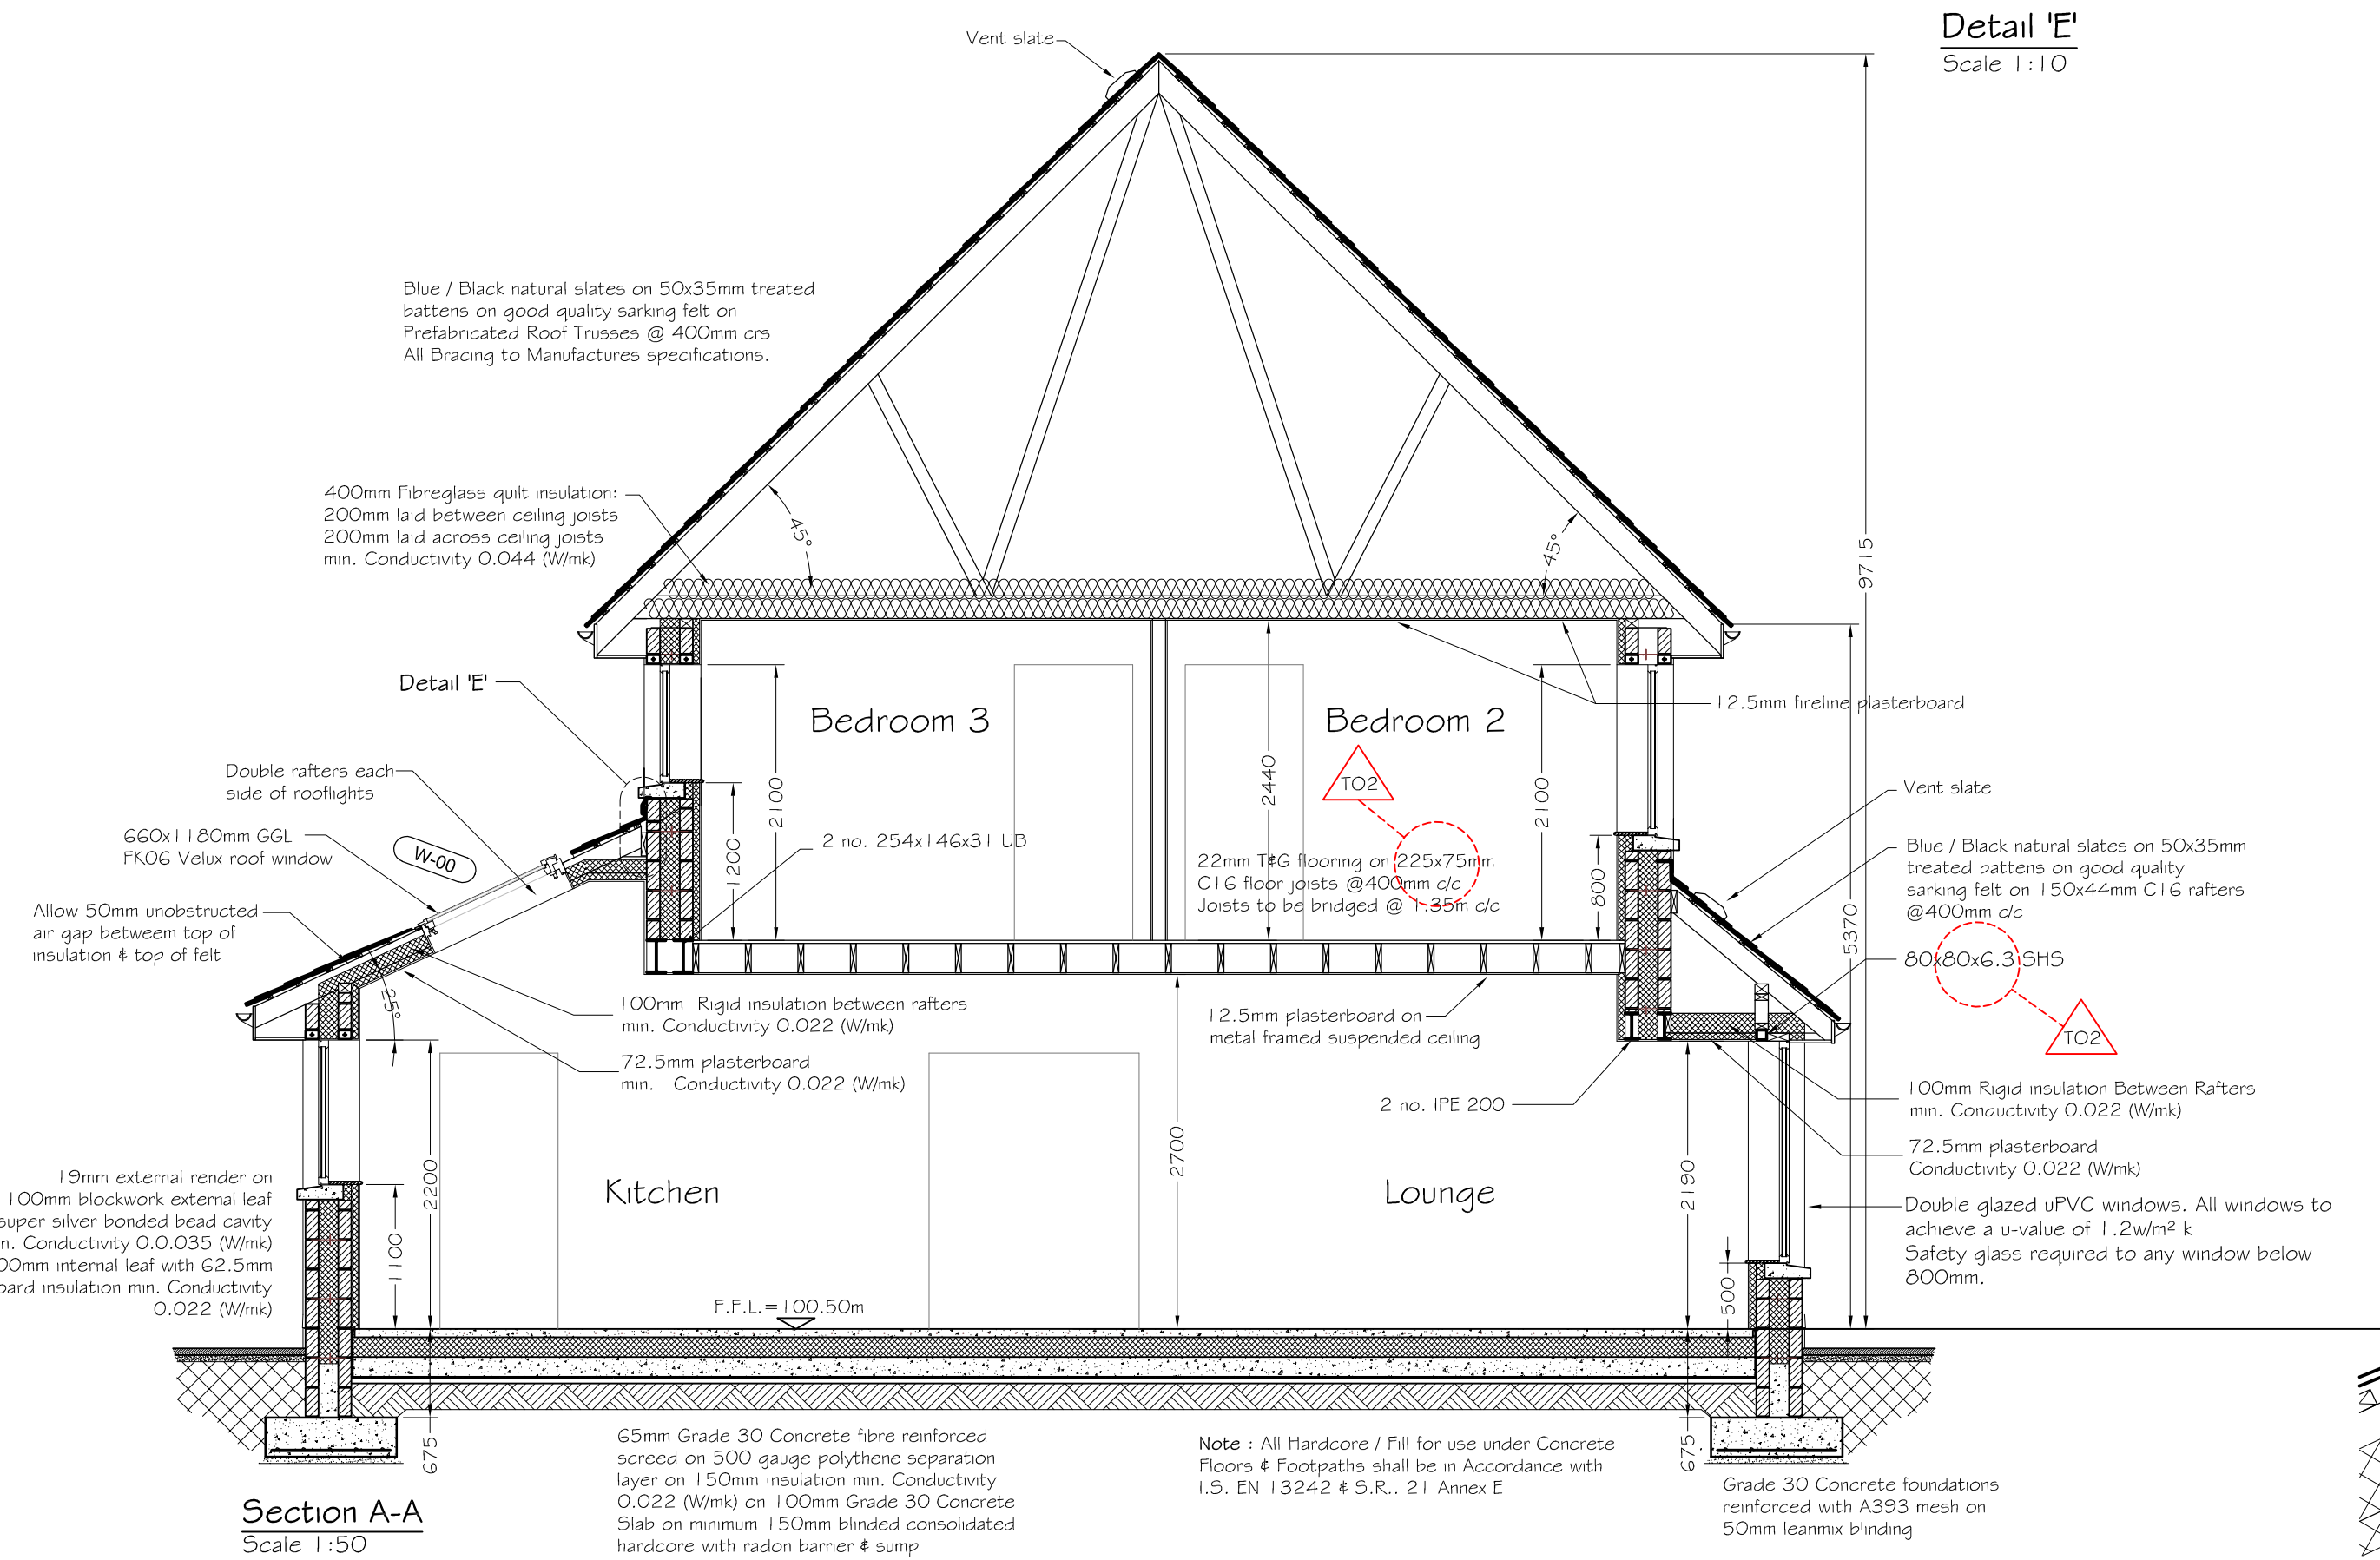 Detail 'E'
Scale 1:10
Vent slate
Blue / Black natural slates on 50x35mm treated
battens on good quality sarking felt on
Prefabricated Roof Trusses @ 400mm crs
All Bracing to Manufactures specifications.
400mm Fibreglass quilt insulation:
200mm laid between ceiling joists
200mm laid across ceiling joists
min. Conductivity 0.044 (W/mk)
45°
45°
9715
Detail 'E'
Bedroom 3
Bedroom 2
12.5mm fireline plasterboard
TO2
2100
2440
2100
1200
800
5370
Double rafters each
side of rooflights
660x1180mm GGL
FK06 Velux roof window
W-00
2 no. 254x146x31 UB
22mm T&G flooring on 225x75mm
C16 floor joists @400mm c/c
Joists to be bridged @ 1.35m c/c
Vent slate
Blue / Black natural slates on 50x35mm
treated battens on good quality
sarking felt on 150x44mm C16 rafters
@400mm c/c
80x80x6.3 SHS
TO2
Allow 50mm unobstructed
air gap betweem top of
insulation & top of felt
25°
100mm Rigid insulation between rafters
min. Conductivity 0.022 (W/mk)
72.5mm plasterboard
min. Conductivity 0.022 (W/mk)
12.5mm plasterboard on
metal framed suspended ceiling
2 no. IPE 200
100mm Rigid insulation Between Rafters
min. Conductivity 0.022 (W/mk)
72.5mm plasterboard
Conductivity 0.022 (W/mk)
Double glazed uPVC windows. All windows to
achieve a u-value of 1.2w/m² k
Safety glass required to any window below
800mm.
19mm external render on
100mm blockwork external leaf
super silver bonded bead cavity
Conductivity 0.0.035 (W/mk)
internal leaf with 62.5mm
insulation min. Conductivity
0.022 (W/mk)
2200
1100
Kitchen
2700
Lounge
2190
500
F.F.L.=100.50m
675
675
65mm Grade 30 Concrete fibre reinforced
screed on 500 gauge polythene separation
layer on 150mm Insulation min. Conductivity
0.022 (W/mk) on 100mm Grade 30 Concrete
Slab on minimum 150mm blinded consolidated
hardcore with radon barrier & sump
Note : All Hardcore / Fill for use under Concrete
Floors & Footpaths shall be in Accordance with
I.S. EN 13242 & S.R.. 21 Annex E
Grade 30 Concrete foundations
reinforced with A393 mesh on
50mm leanmix blinding
Section A-A
Scale 1:50